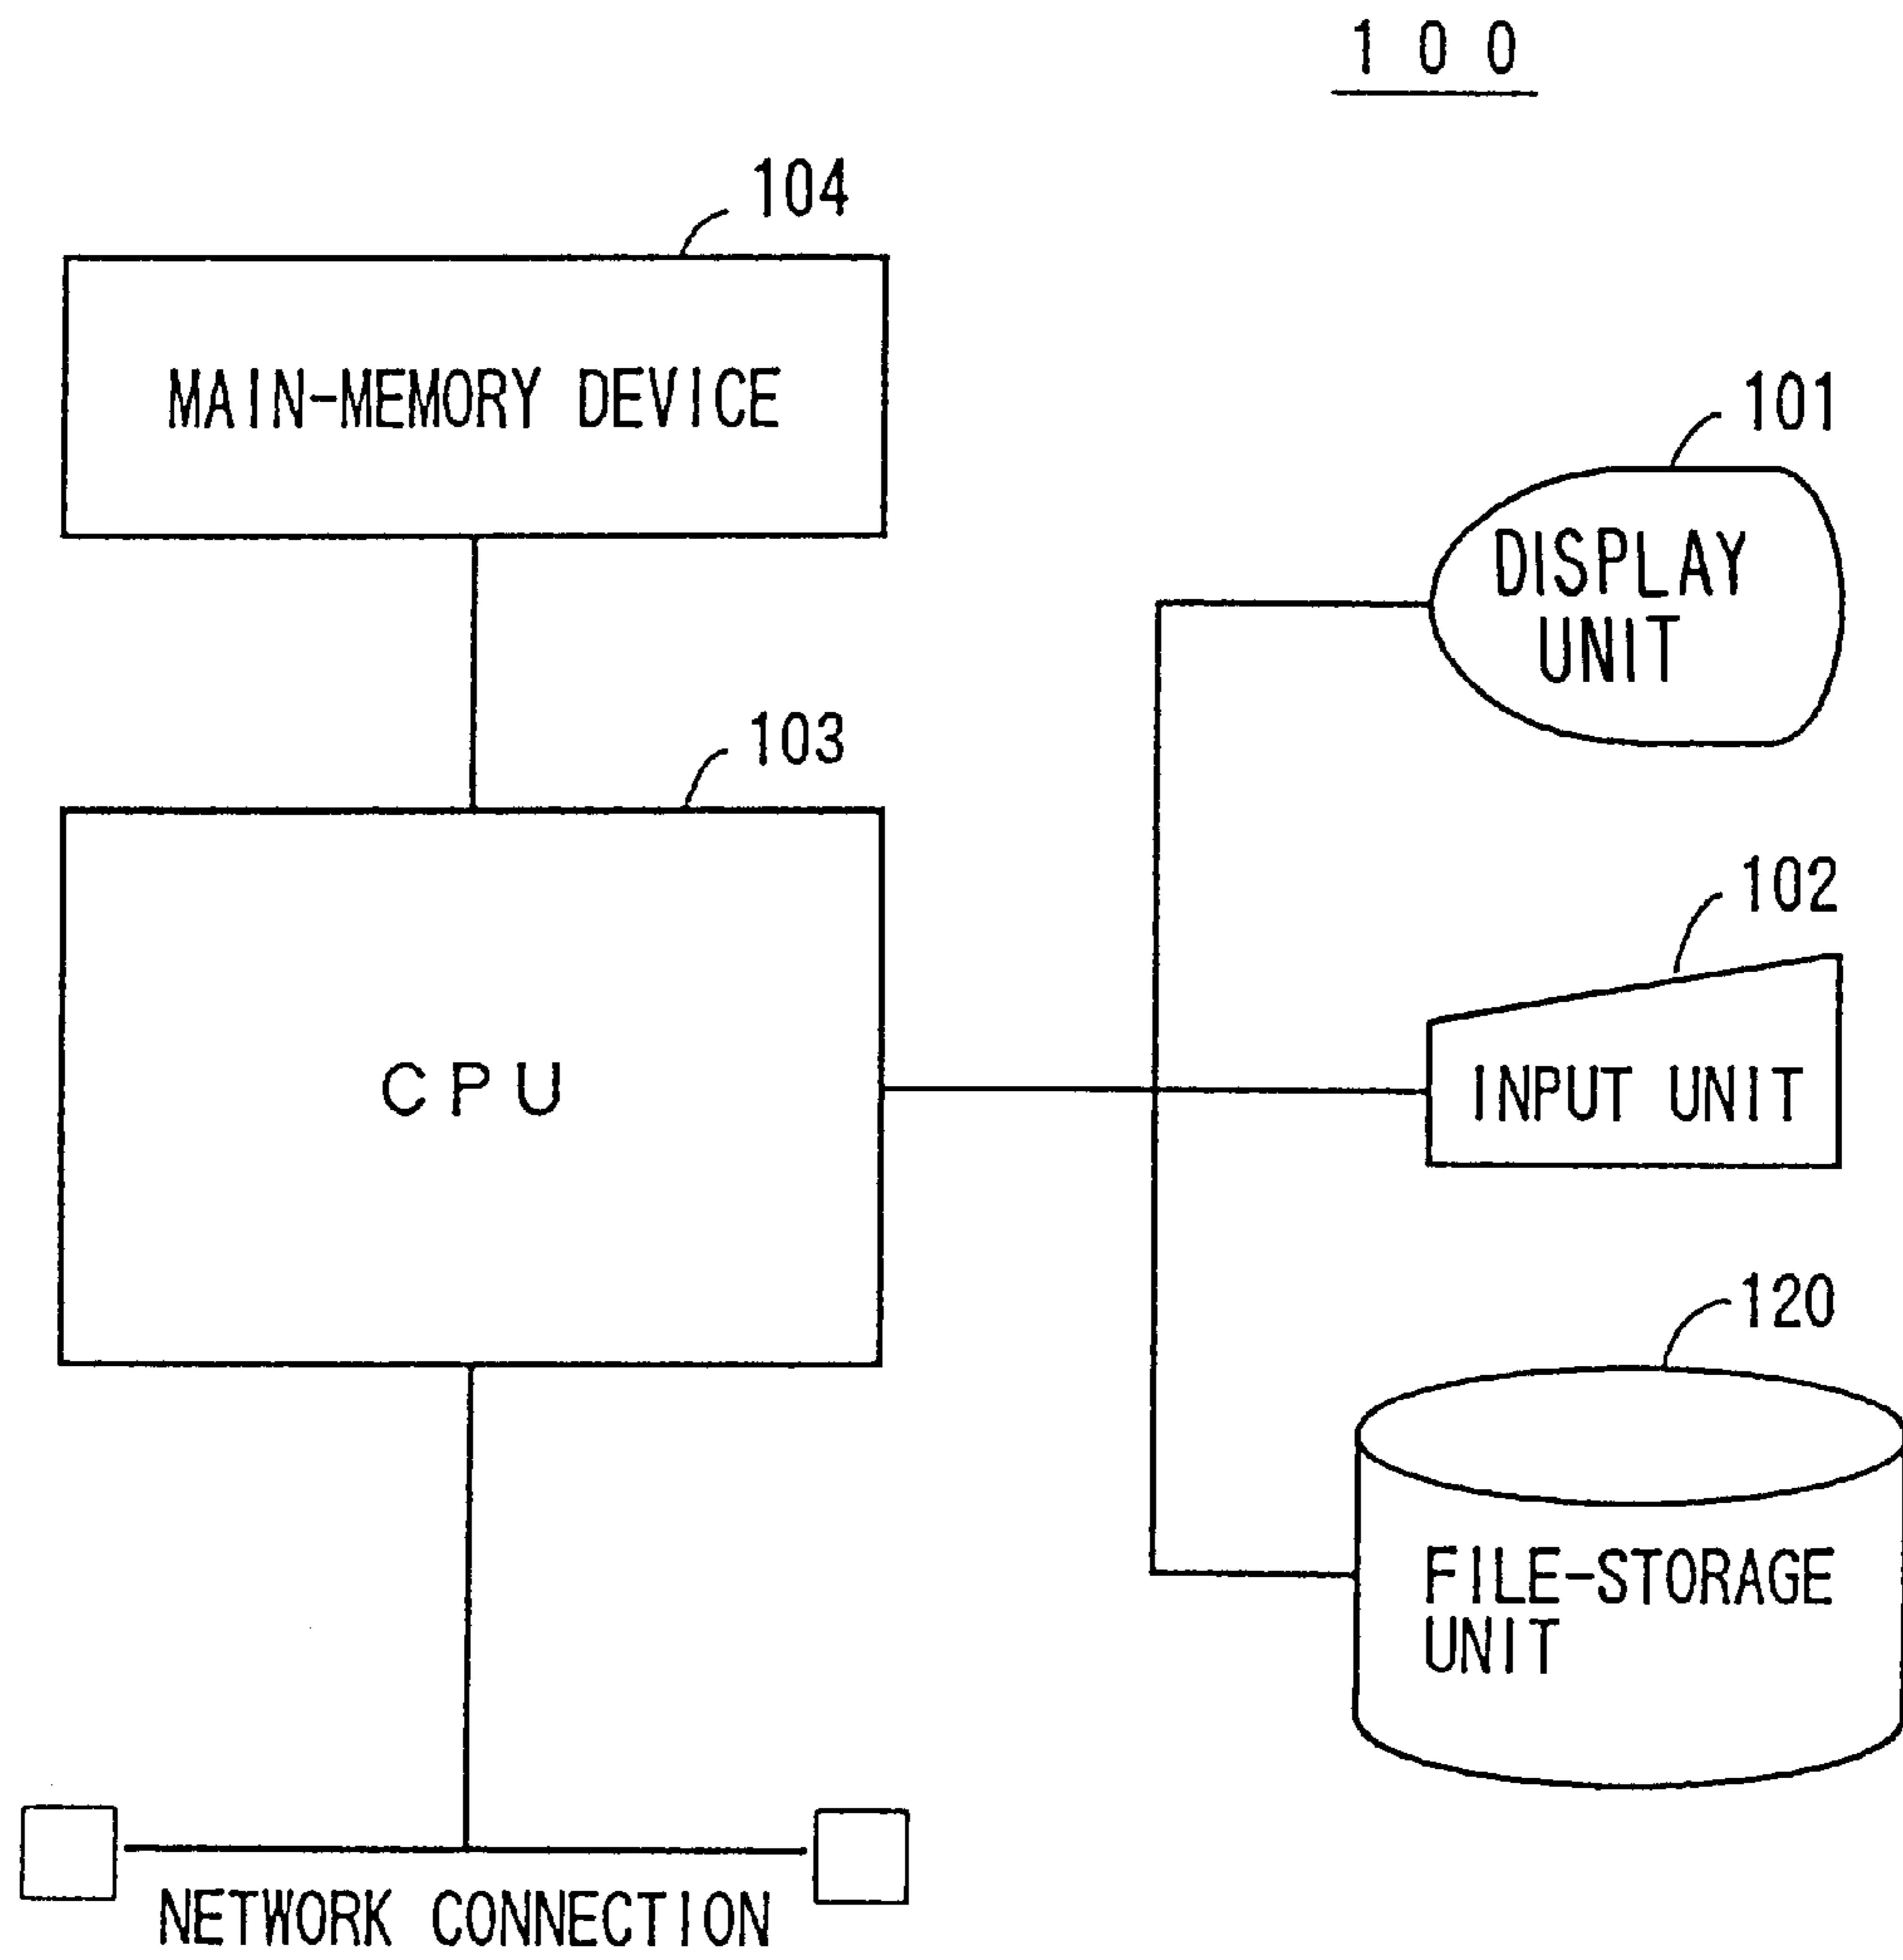 100
104
MAIN-MEMORY DEVICE
101
DISPLAY
UNIT
103
CPU
102
INPUT UNIT
120
FILE-STORAGE
UNIT
NETWORK CONNECTION